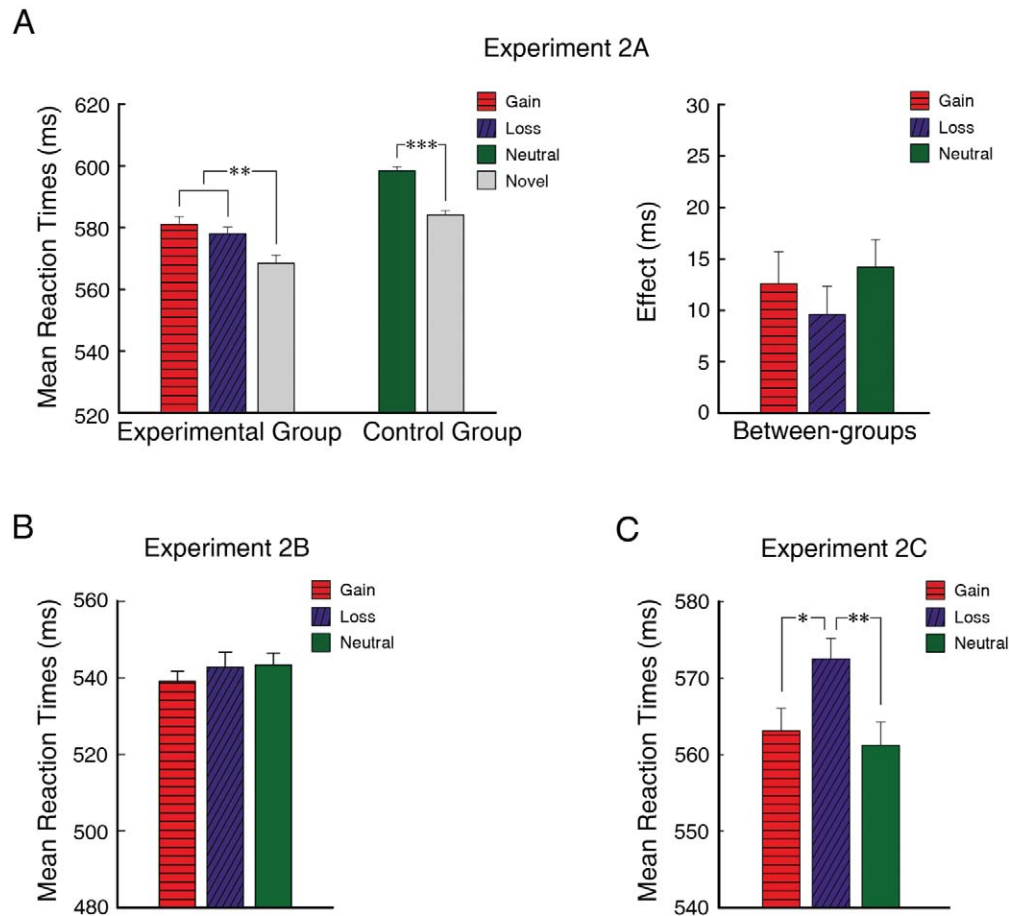 A
Experiment 2A
Mean Reaction Times (ms)
620
600
580
560
540
520
**
***
Gain
Loss
Neutral
Novel
Experimental Group
Control Group
Effect (ms)
30
25
20
15
10
5
0
Gain
Loss
Neutral
Between-groups
B
Experiment 2B
Mean Reaction Times (ms)
560
540
520
500
480
Gain
Loss
Neutral
C
Experiment 2C
Mean Reaction Times (ms)
580
570
560
550
540
*
**
Gain
Loss
Neutral